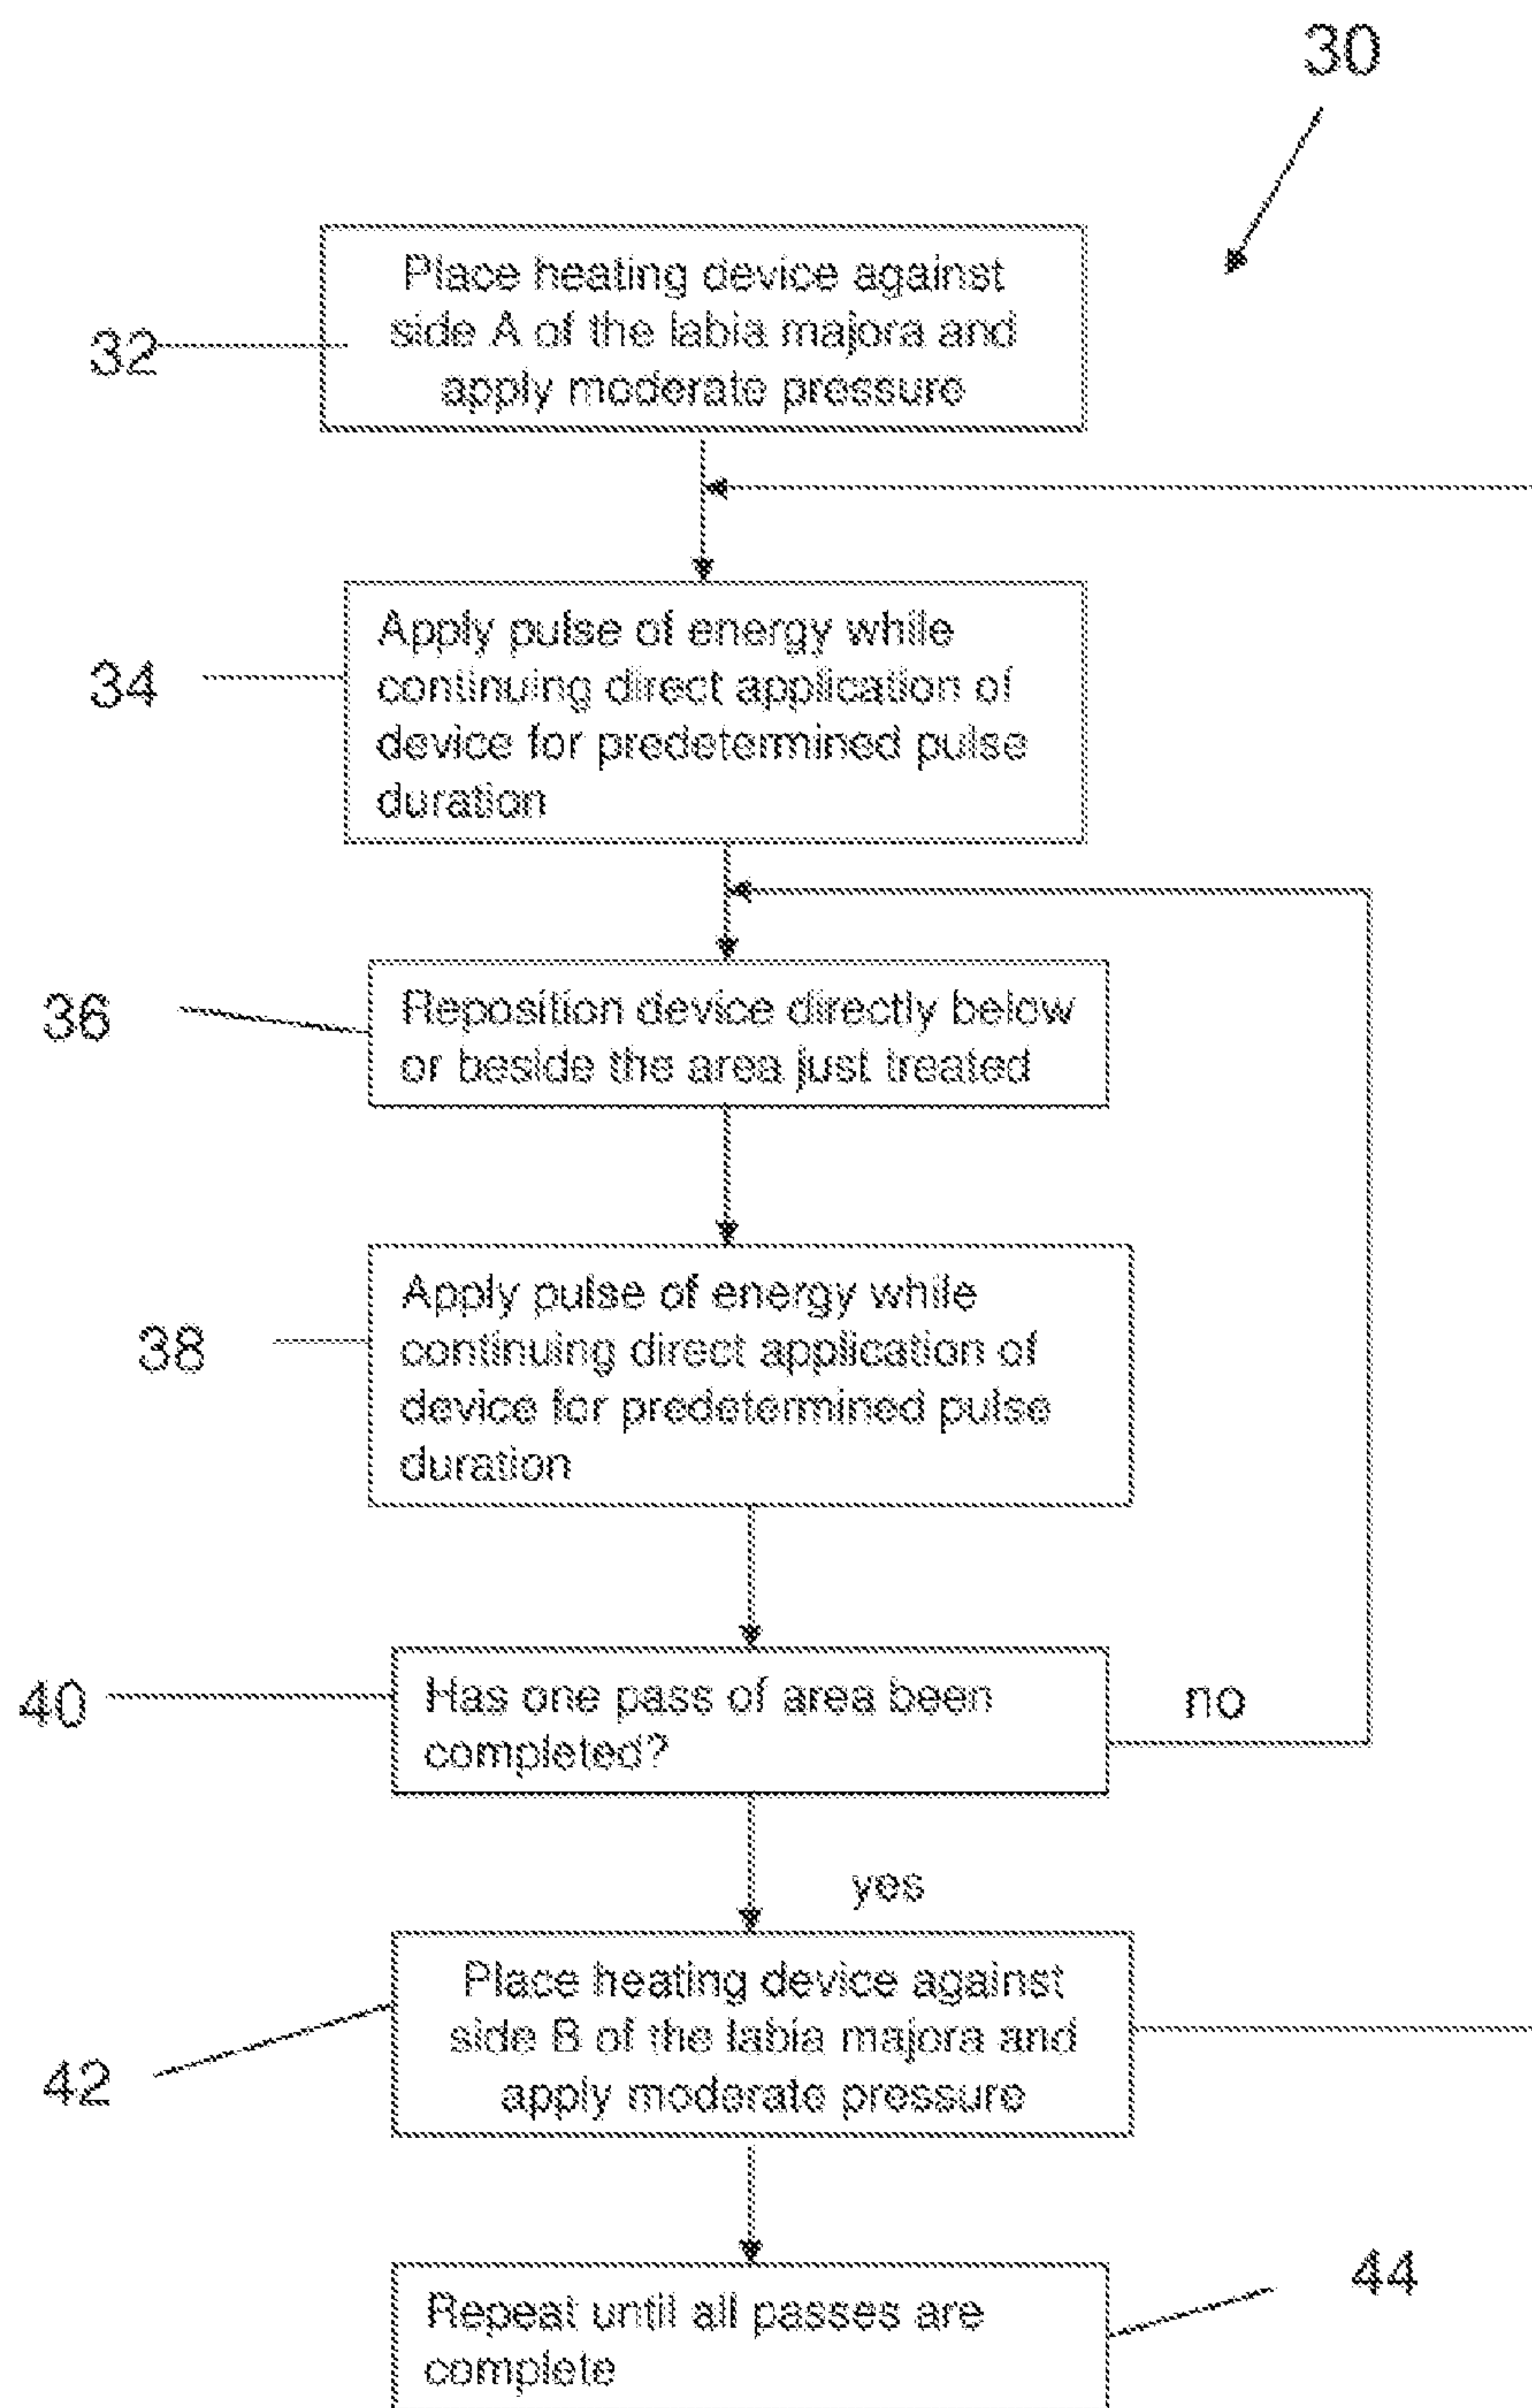 30
Place heating device against
side A of the labia majora and
apply moderate pressure
32
Apply pulse of energy while
continuing direct application of
device for predetermined pulse
duration
34
Reposition device directly below
or beside the area just treated
36
Apply pulse of energy while
continuing direct application of
device for predetermined pulse
duration
38
Has one pass of area been
completed?
40
no
yes
Place heating device against
side B of the labia majora and
apply moderate pressure
42
Repeat until all passes are
complete
44